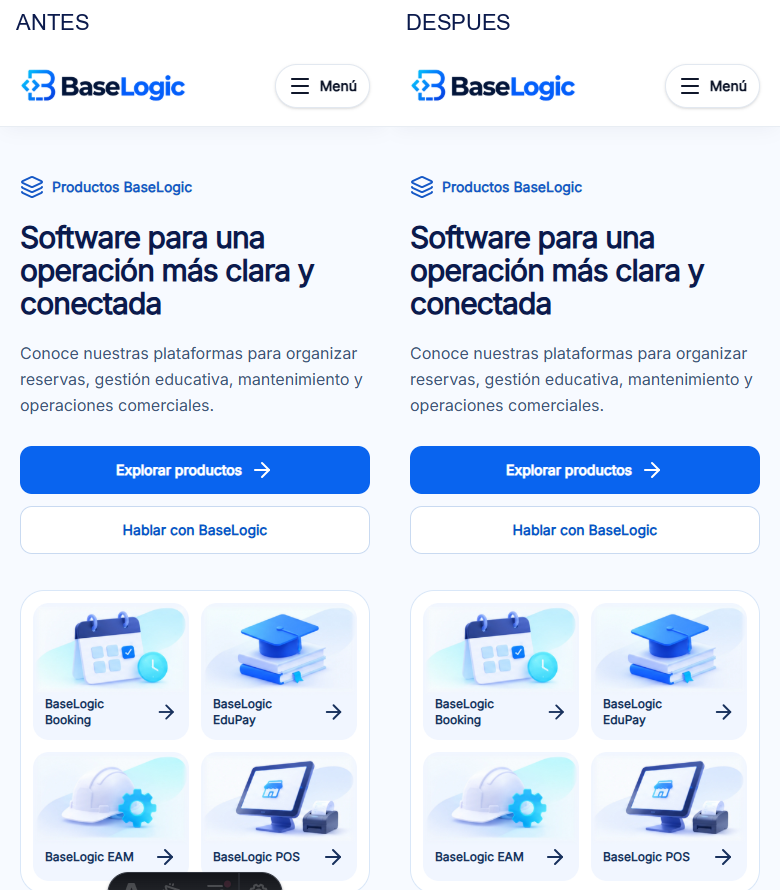 ANTES
BaseLogic
Menú
Productos BaseLogic
Software para una
operación más clara y
conectada
Conoce nuestras plataformas para organizar
reservas, gestión educativa, mantenimiento y
operaciones comerciales.
Explorar productos
Hablar con BaseLogic
BaseLogic
Booking
BaseLogic
EduPay
BaseLogic EAM
BaseLogic POS
DESPUES
BaseLogic
Menú
Productos BaseLogic
Software para una
operación más clara y
conectada
Conoce nuestras plataformas para organizar
reservas, gestión educativa, mantenimiento y
operaciones comerciales.
Explorar productos
Hablar con BaseLogic
BaseLogic
Booking
BaseLogic
EduPay
BaseLogic EAM
BaseLogic POS